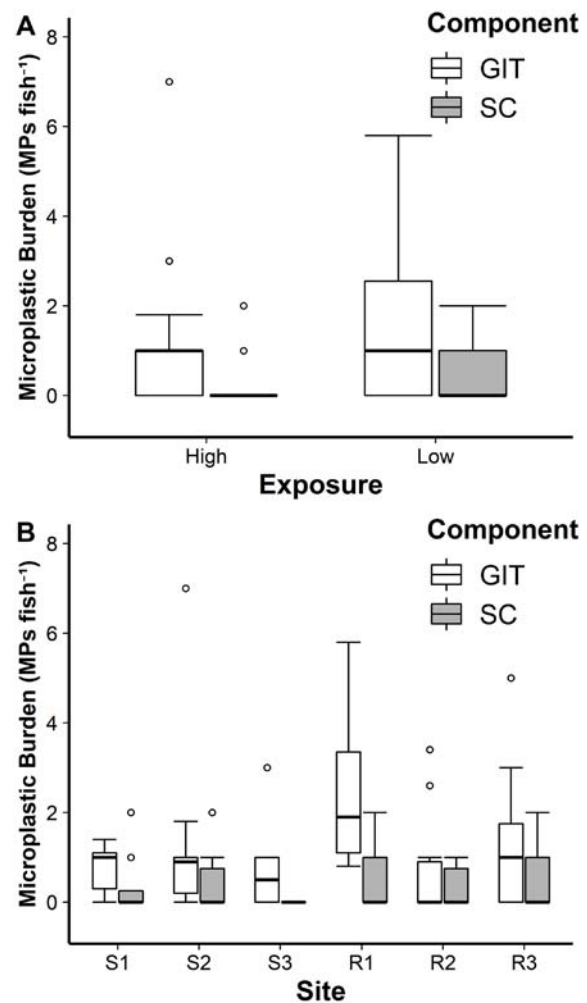 A
Component
GIT
SC
Microplastic Burden (MPs fish⁻¹)
8
6
4
2
0
High
Low
Exposure
B
Component
GIT
SC
Microplastic Burden (MPs fish⁻¹)
8
6
4
2
0
S1
S2
S3
R1
R2
R3
Site